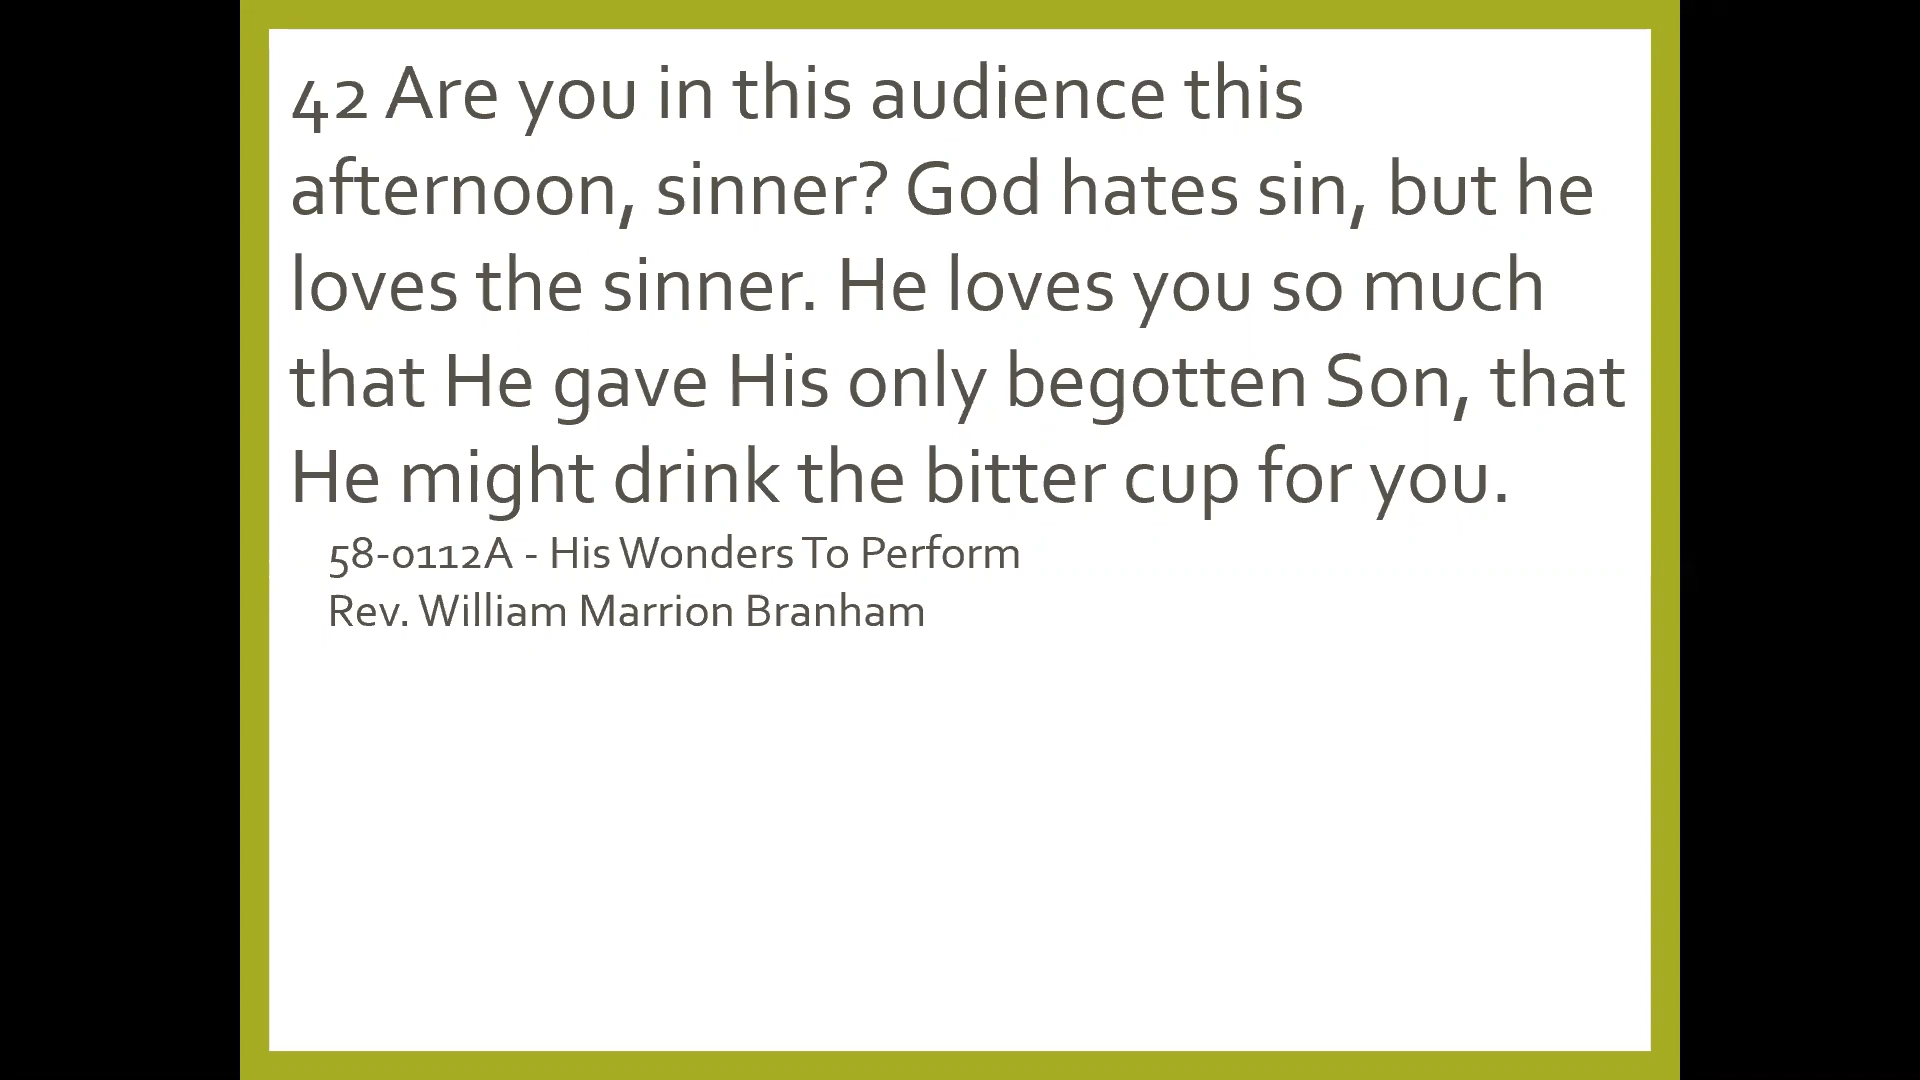 42 Are you in this audience this
afternoon, sinner? God hates sin, but he
loves the sinner. He loves you so much
that He gave His only begotten Son, that
He might drink the bitter cup for you.
58-0112A - His Wonders To Perform
Rev. William Marrion Branham